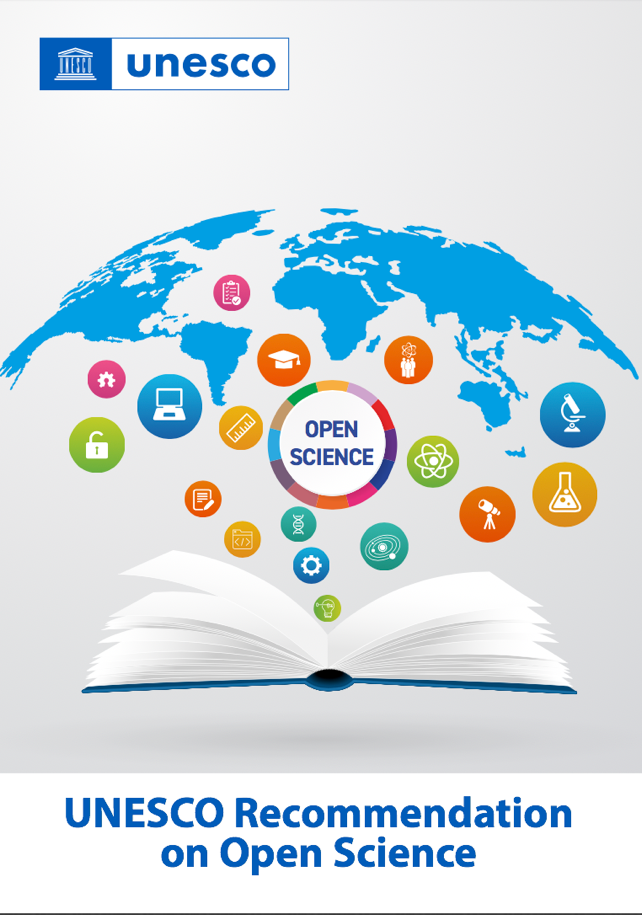 unesco
OPEN
SCIENCE
UNESCO Recommendation
on Open Science